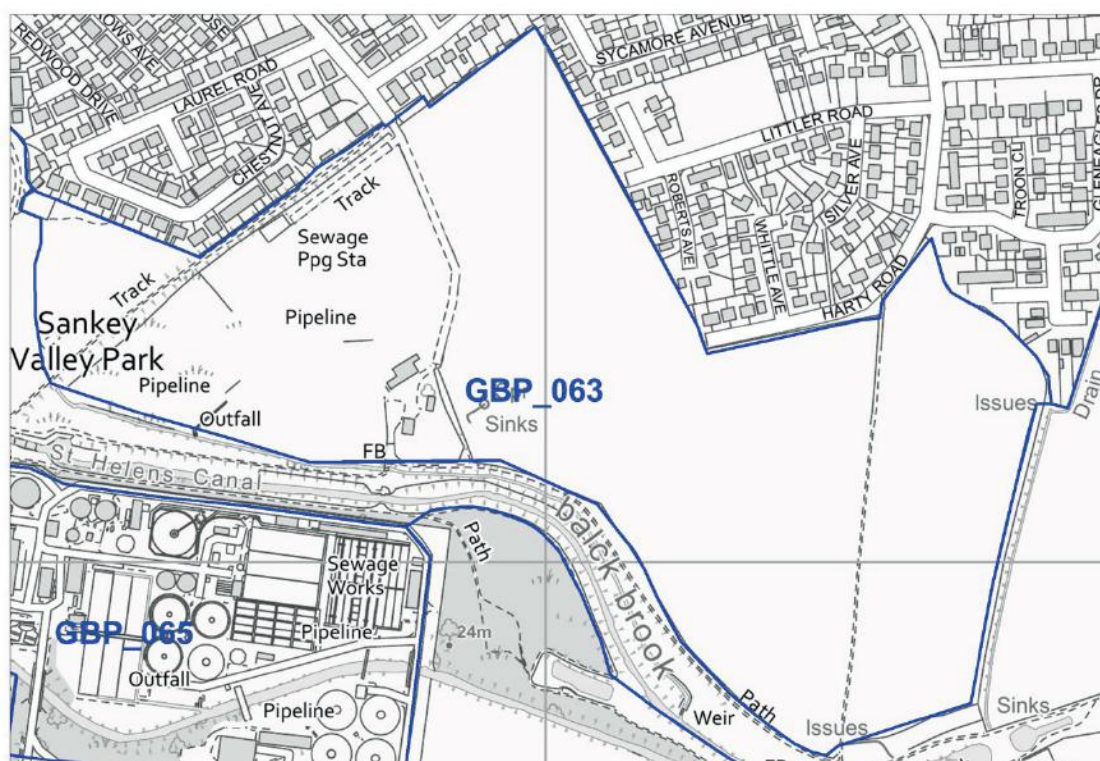 REDWOOD DRIVE
LAUREL ROAD
CHESTNUT AVE
SYCAMORE AVENUE
LITTLER ROAD
ROBERTS AVE
WHITTLE AVE
SILVER AVE
HARTY ROAD
TROON CL
GLENEAGLES DR
Track
Sewage
Ppg Sta
Track
Pipeline
Sankey
Valley Park
Pipeline
Outfall
GBP_063
Sinks
FB
Issues
Drain
St Helens Canal
balck brook
Path
Sewage
Works
GBP_065
Pipeline
24m
Outfall
Pipeline
Weir
Path
Issues
Sinks